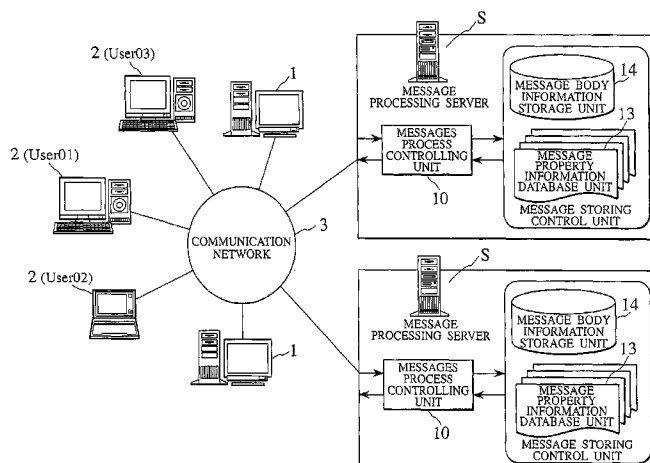 2 (User03)
1
2 (User01)
COMMUNICATION
NETWORK
3
2 (User02)
1
S
MESSAGE
PROCESSING SERVER
MESSAGES
PROCESS
CONTROLLING
UNIT
10
MESSAGE BODY
INFORMATION
STORAGE UNIT
14
13
MESSAGE
PROPERTY
INFORMATION
DATABASE UNIT
MESSAGE STORING
CONTROL UNIT
S
MESSAGE
PROCESSING SERVER
MESSAGES
PROCESS
CONTROLLING
UNIT
10
MESSAGE BODY
INFORMATION
STORAGE UNIT
14
13
MESSAGE
PROPERTY
INFORMATION
DATABASE UNIT
MESSAGE STORING
CONTROL UNIT